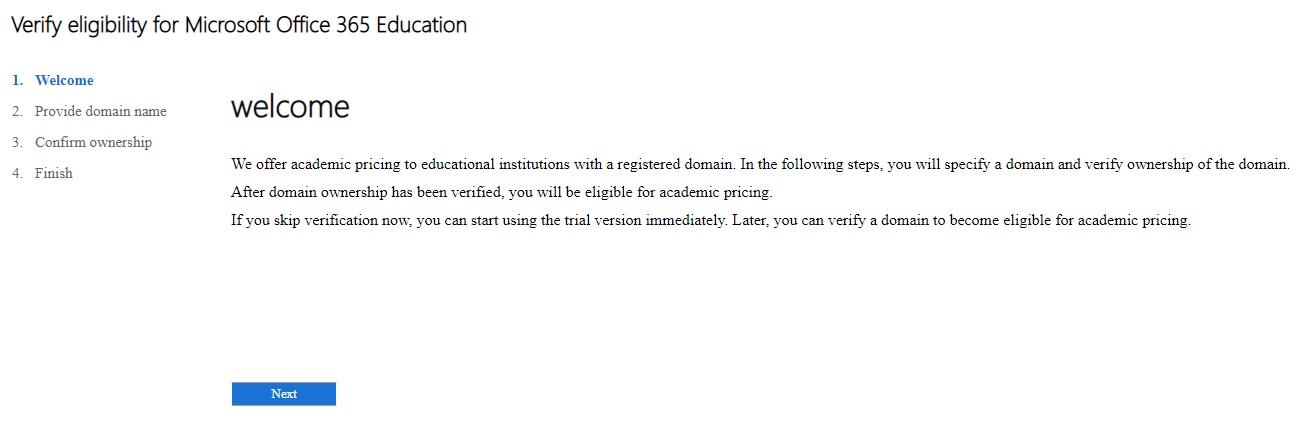 Verify eligibility for Microsoft Office 365 Education
1. Welcome
2. Provide domain name
3. Confirm ownership
4. Finish
welcome
We offer academic pricing to educational institutions with a registered domain. In the following steps, you will specify a domain and verify ownership of the domain.
After domain ownership has been verified, you will be eligible for academic pricing.
If you skip verification now, you can start using the trial version immediately. Later, you can verify a domain to become eligible for academic pricing.
Next